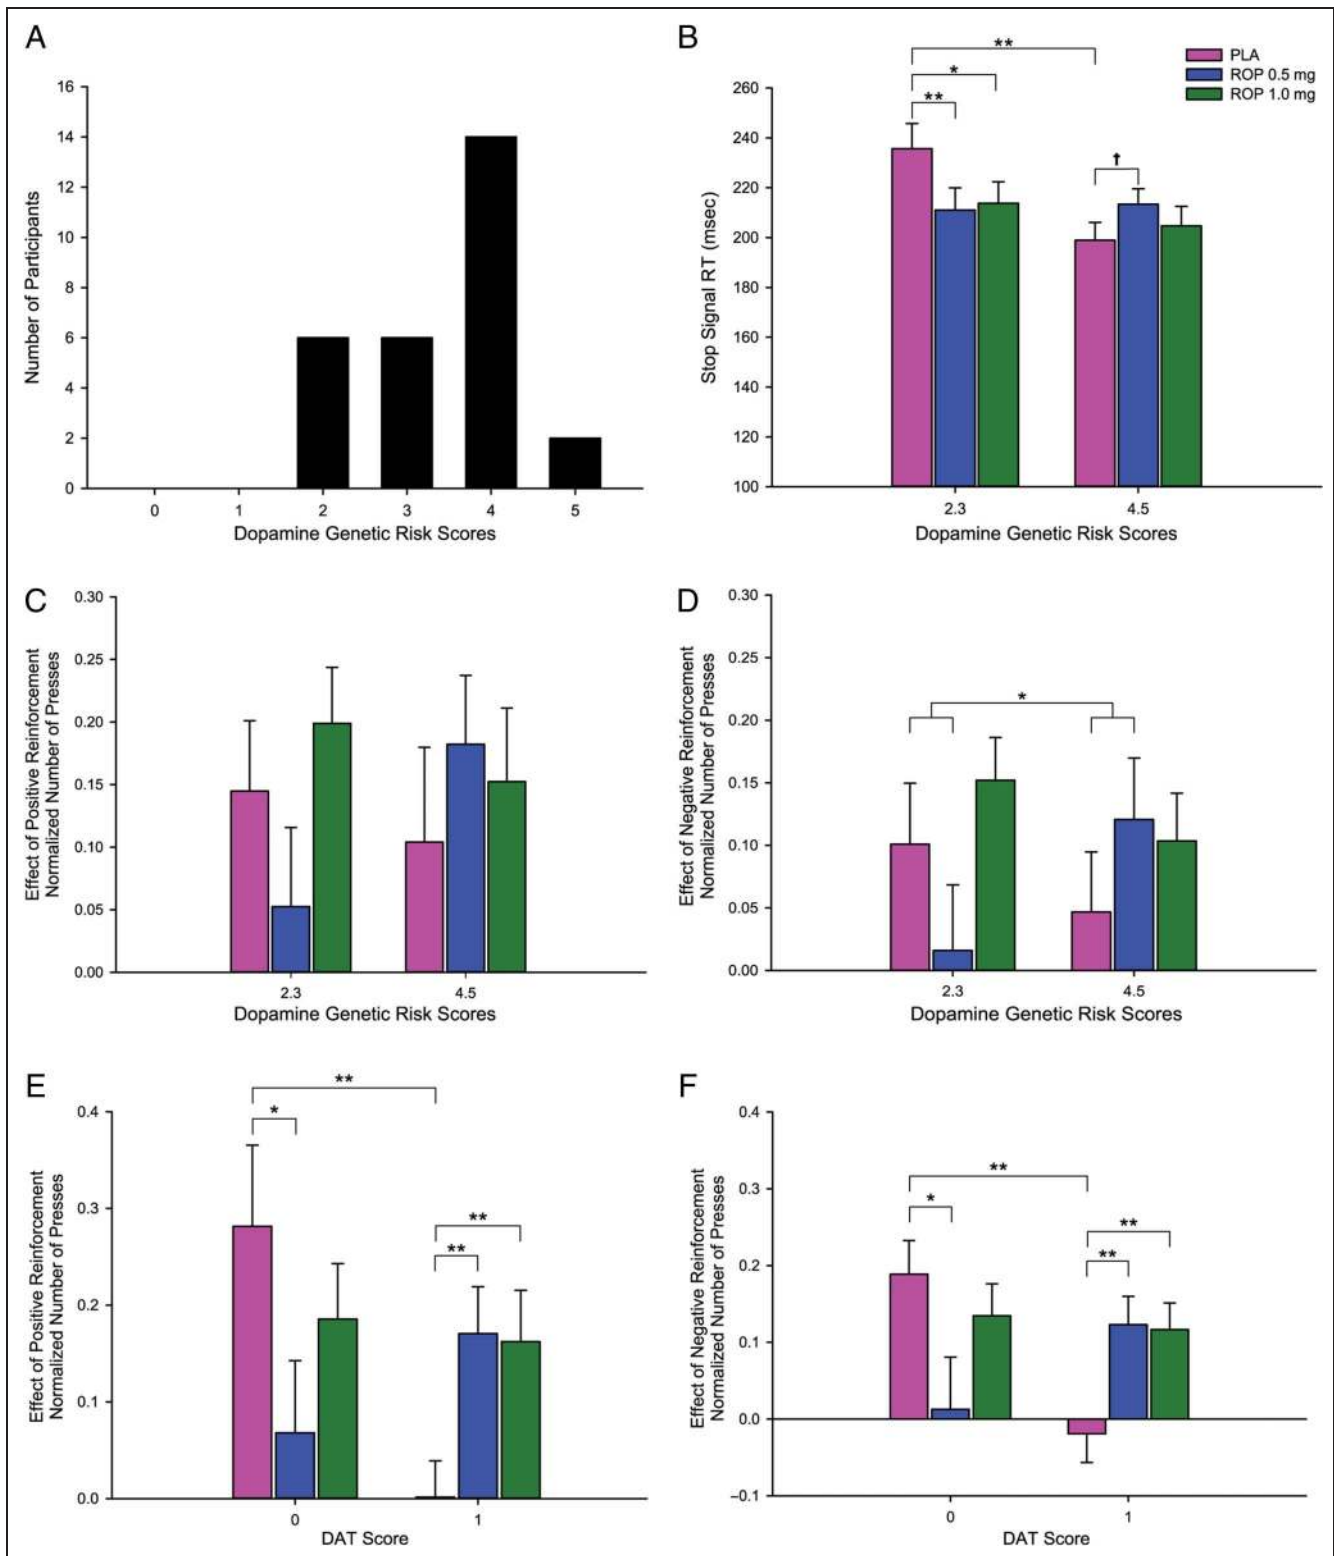 A
16
14
12
10
8
6
4
2
0
Number of Participants
0 1 2 3 4 5
Dopamine Genetic Risk Scores
B
**
*
**
†
PLA
ROP 0.5 mg
ROP 1.0 mg
260
240
220
200
180
160
140
120
100
Stop Signal RT (msec)
2.3 4.5
Dopamine Genetic Risk Scores
C
0.30
0.25
0.20
0.15
0.10
0.05
0.00
Effect of Positive Reinforcement
Normalized Number of Presses
2.3 4.5
Dopamine Genetic Risk Scores
D
0.30
0.25
0.20
0.15
0.10
0.05
0.00
Effect of Negative Reinforcement
Normalized Number of Presses
*
2.3 4.5
Dopamine Genetic Risk Scores
E
**
*
**
**
0.4
0.3
0.2
0.1
0.0
Effect of Positive Reinforcement
Normalized Number of Presses
0 1
DAT Score
F
**
*
**
**
0.4
0.3
0.2
0.1
0.0
−0.1
Effect of Negative Reinforcement
Normalized Number of Presses
0 1
DAT Score